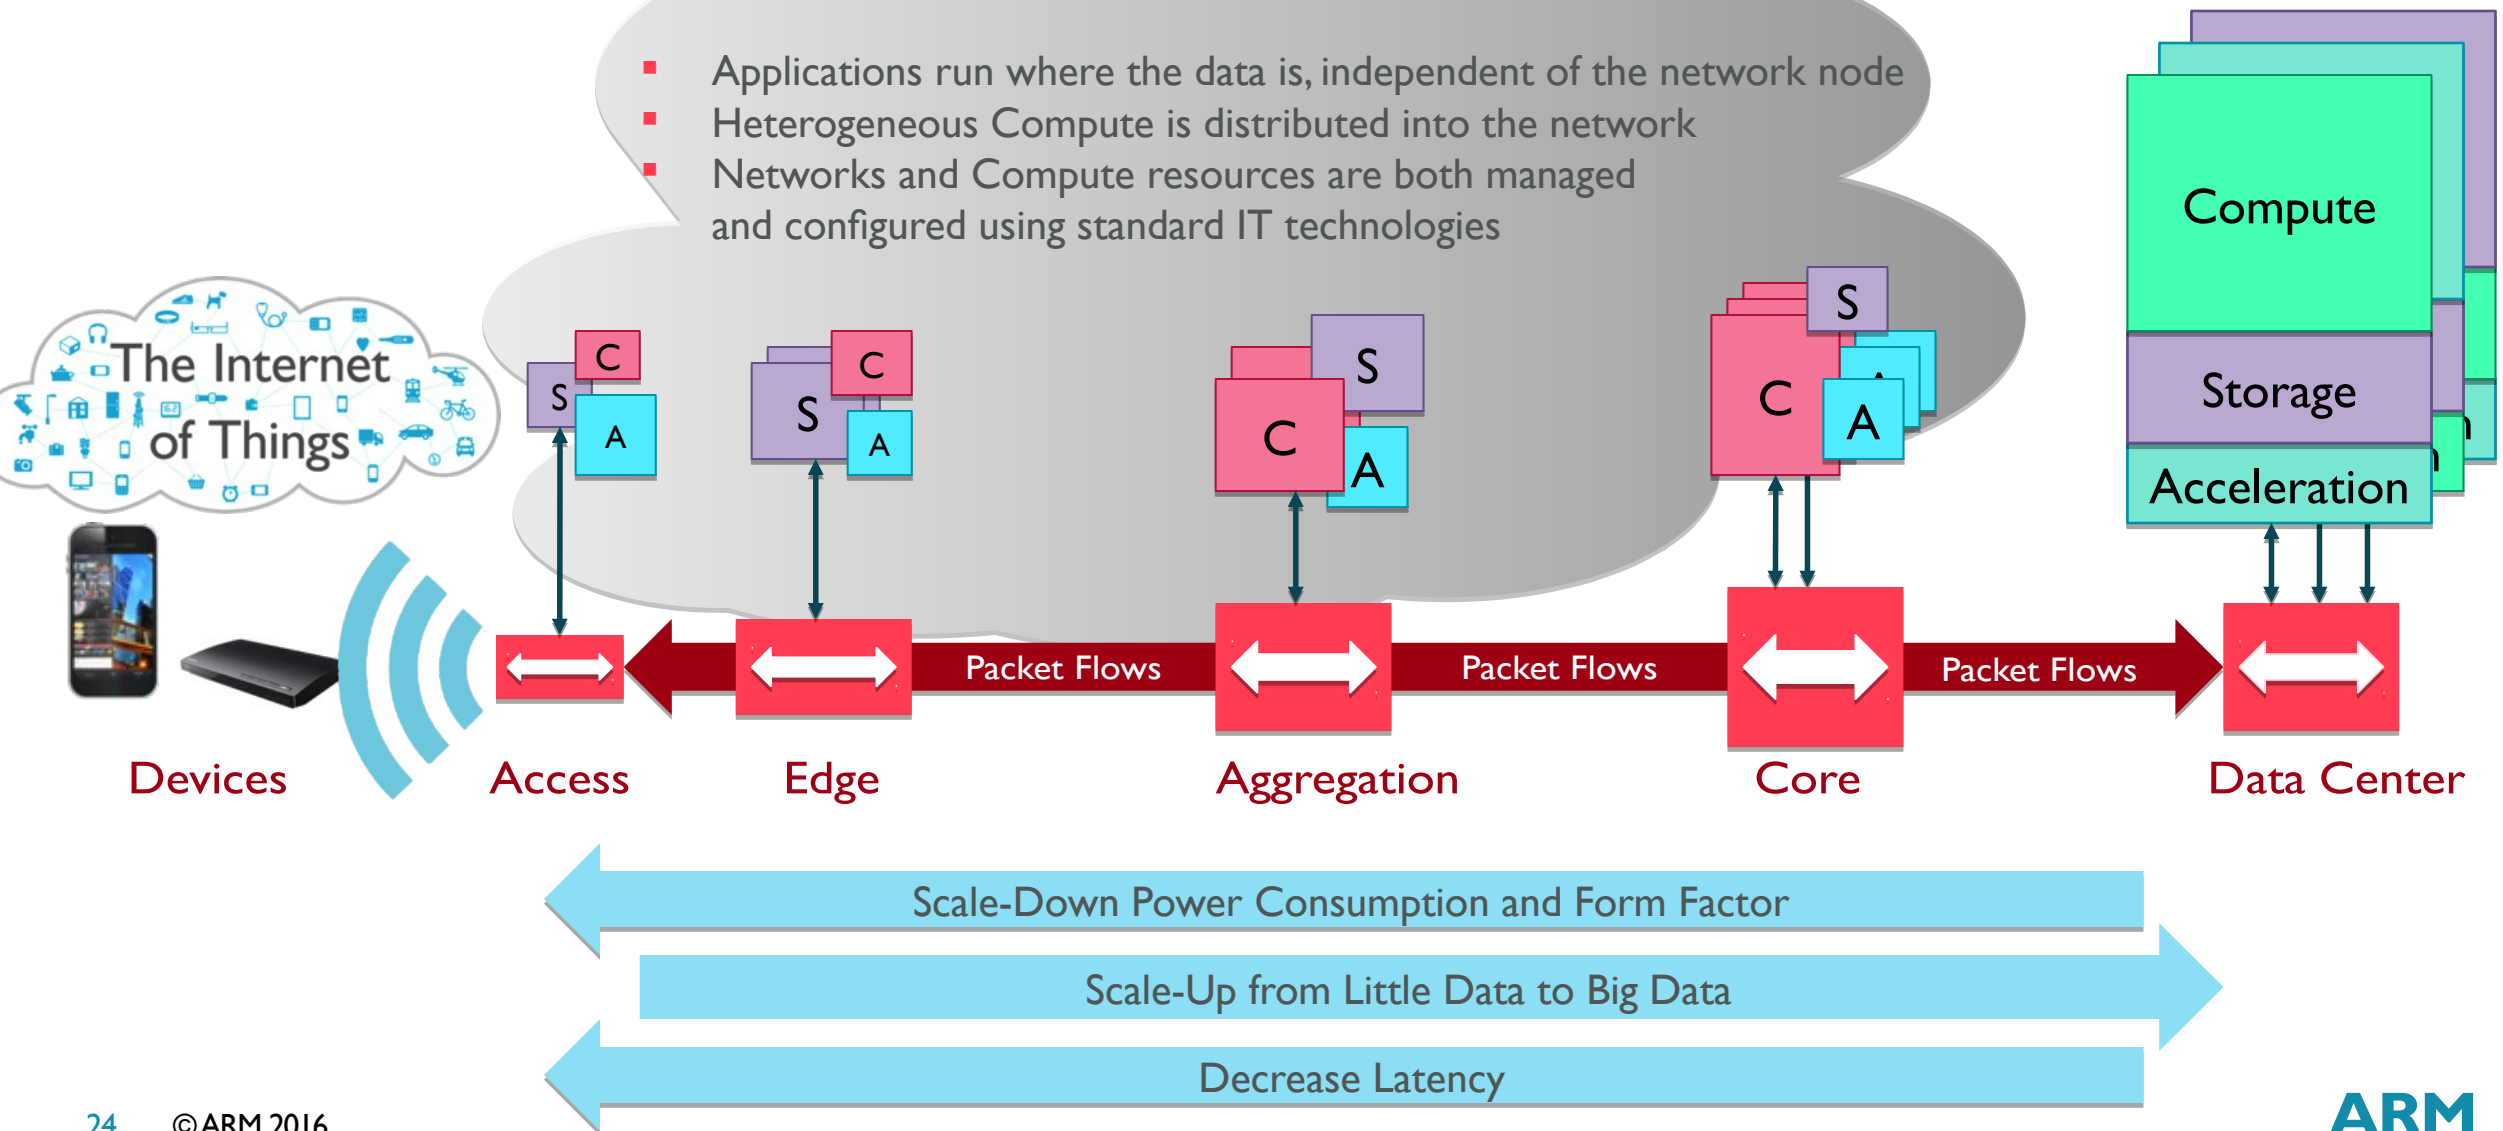 Applications run where the data is, independent of the network node
Heterogeneous Compute is distributed into the network
Networks and Compute resources are both managed
and configured using standard IT technologies
The Internet
of Things
S
C
A
S
C
A
C
S
A
C
S
A
A
Compute
Storage
Acceleration
n
n
Packet Flows
Packet Flows
Packet Flows
Devices
Access
Edge
Aggregation
Core
Data Center
Scale-Down Power Consumption and Form Factor
Scale-Up from Little Data to Big Data
Decrease Latency
24
© ARM 2016
ARM